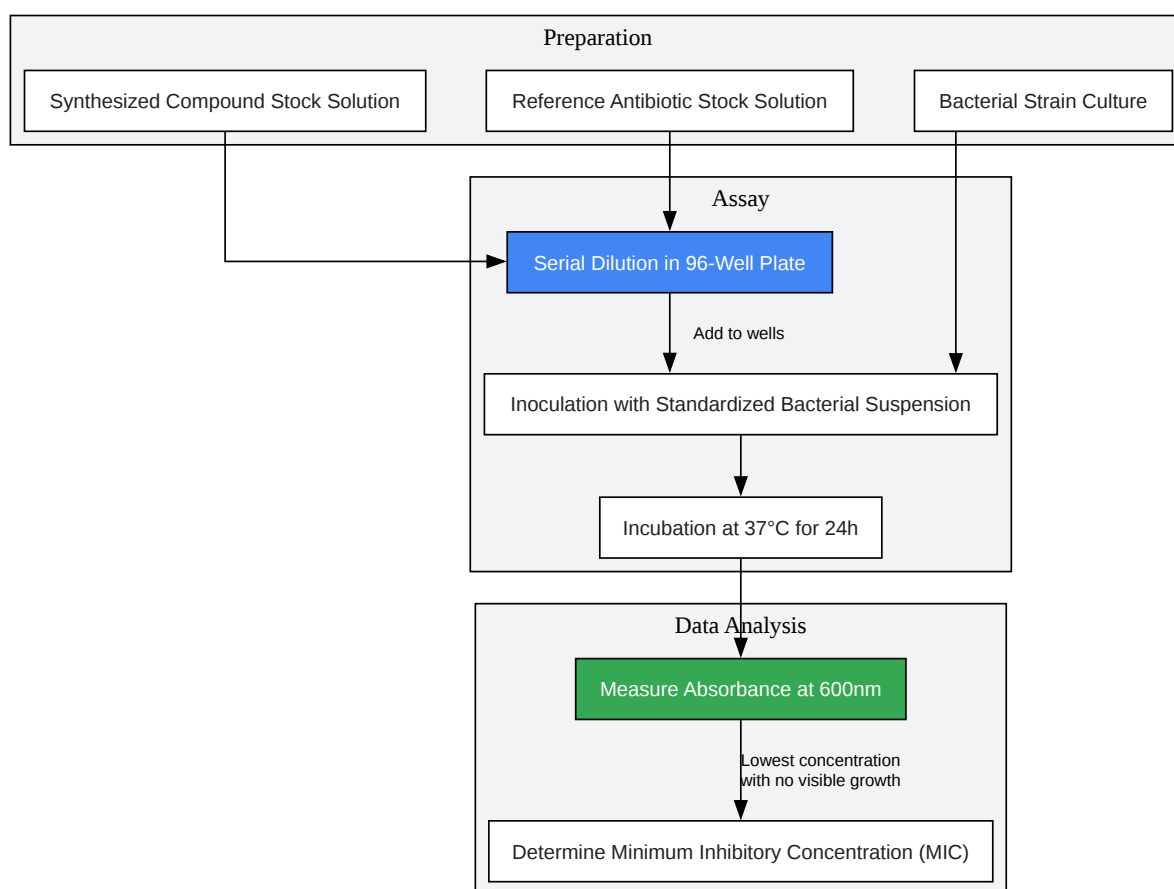 Preparation
Synthesized Compound Stock Solution
Reference Antibiotic Stock Solution
Bacterial Strain Culture
Assay
Serial Dilution in 96-Well Plate
Add to wells
Inoculation with Standardized Bacterial Suspension
Incubation at 37°C for 24h
Data Analysis
Measure Absorbance at 600nm
Lowest concentration
with no visible growth
Determine Minimum Inhibitory Concentration (MIC)